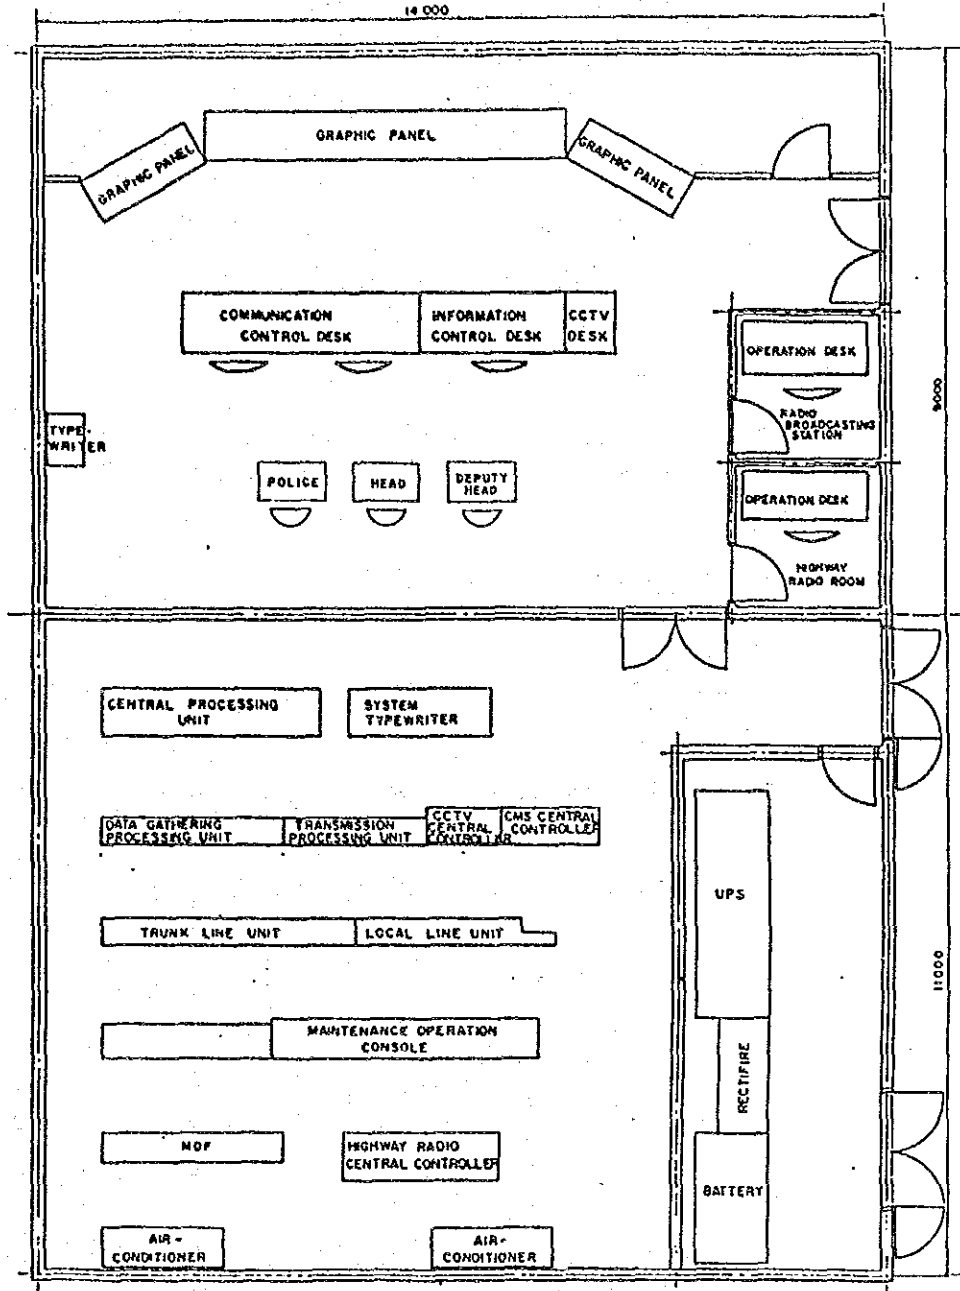 14 000
GRAPHIC PANEL
GRAPHIC PANEL
GRAPHIC PANEL
COMMUNICATION
CONTROL DESK
INFORMATION
CONTROL DESK
CCTV
DESK
OPERATION DESK
RADIO
BROADCASTING
STATION
9000
TYPE-
WRITER
POLICE
HEAD
DEPUTY
HEAD
OPERATION DESK
HIGHWAY
RADIO ROOM
CENTRAL PROCESSING
UNIT
SYSTEM
TYPEWRITER
DATA GATHERING
PROCESSING UNIT
TRANSMISSION
PROCESSING UNIT
CCTV
CENTRAL
CONTROLLER
CMS CENTRAL
CONTROLLER
UPS
TRUNK LINE UNIT
LOCAL LINE UNIT
11000
MAINTENANCE OPERATION
CONSOLE
RECTIFIRE
MDF
HIGHWAY RADIO
CENTRAL CONTROLLER
BATTERY
AIR-
CONDITIONER
AIR-
CONDITIONER